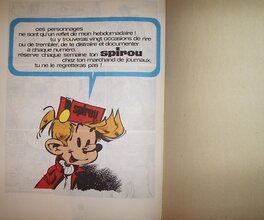 ces personnages
ne sont qu'un reflet de mon hebdomadaire !
tu y trouveras vingt occasions de rire
ou de trembler, de te distraire et documenter
à chaque numéro.
réserve chaque semaine ton spirou
chez ton marchand de journaux,
tu ne le regretteras pas !
Spirou